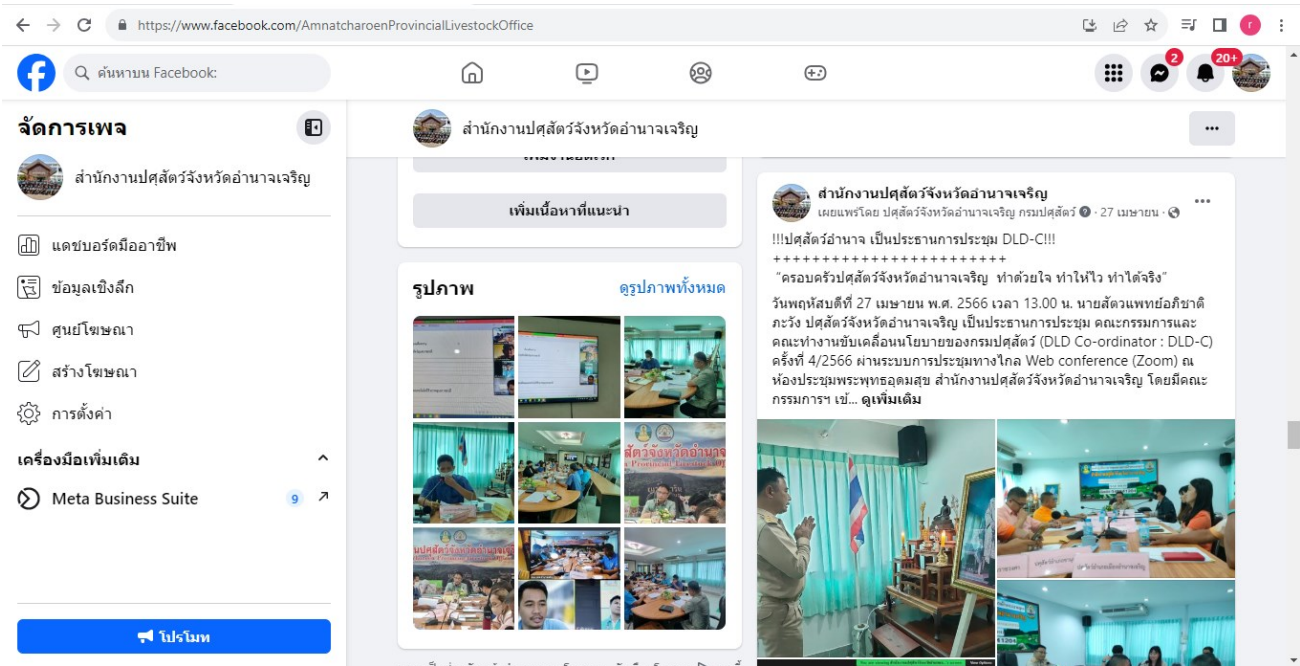 https://www.facebook.com/AmnatcharoenProvincialLivestockOffice
r
ค้นหาบน Facebook:
2
20+
จัดการเพจ
สำนักงานปศุสัตว์จังหวัดอำนาจเจริญ
แดชบอร์ดมืออาชีพ
ข้อมูลเชิงลึก
ศูนย์โฆษณา
สร้างโฆษณา
การตั้งค่า
เครื่องมือเพิ่มเติม
Meta Business Suite
9
โปรโมท
สำนักงานปศุสัตว์จังหวัดอำนาจเจริญ
เพิ่มเนื้อหาที่แนะนำ
รูปภาพ
ดูรูปภาพทั้งหมด
สำนักงานปศุสัตว์จังหวัดอำนาจเจริญ
เผยแพร่โดย ปศุสัตว์จังหวัดอำนาจเจริญ กรมปศุสัตว์ · 27 เมษายน ·
!!!ปศุสัตว์อำนาจ เป็นประธานการประชุม DLD-C!!!
++++++++++++++++++++++++
“ครอบครัวปศุสัตว์จังหวัดอำนาจเจริญ ทำด้วยใจ ทำให้ไว ทำได้จริง”
วันพฤหัสบดีที่ 27 เมษายน พ.ศ. 2566 เวลา 13.00 น. นายสัตวแพทย์อภิชาติ
ภะวัง ปศุสัตว์จังหวัดอำนาจเจริญ เป็นประธานการประชุม คณะกรรมการและ
คณะทำงานขับเคลื่อนนโยบายของกรมปศุสัตว์ (DLD Co-ordinator : DLD-C)
ครั้งที่ 4/2566 ผ่านระบบการประชุมทางไกล Web conference (Zoom) ณ
ห้องประชุมพระพุทธอุดมสุข สำนักงานปศุสัตว์จังหวัดอำนาจเจริญ โดยมีคณะ
กรรมการฯ เข้... ดูเพิ่มเติม